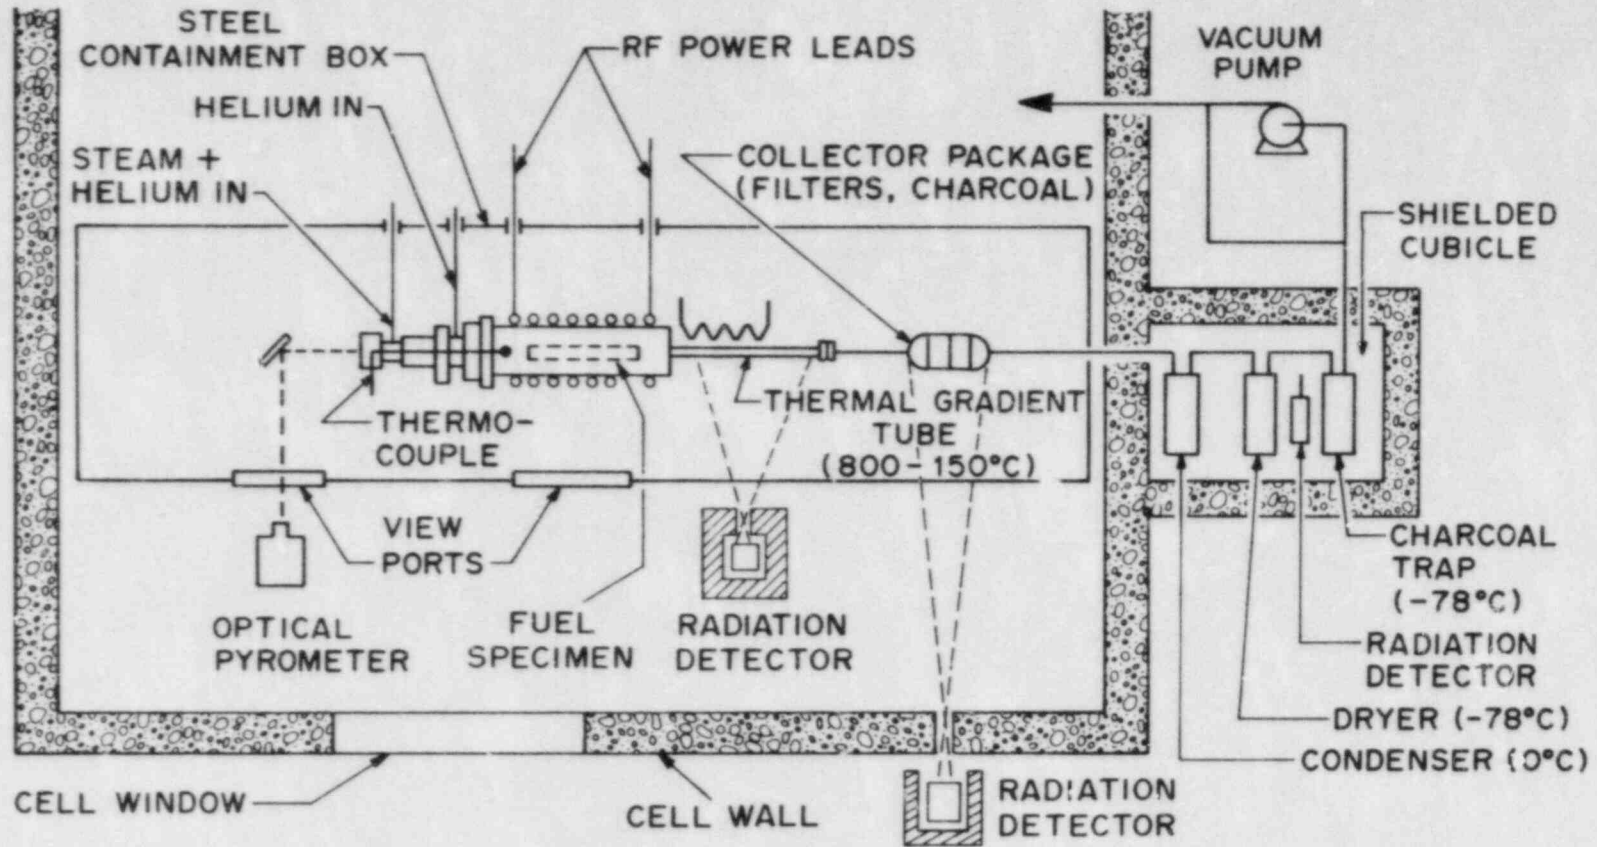 STEEL
CONTAINMENT BOX
HELIUM IN
STEAM +
HELIUM IN
RF POWER LEADS
VACUUM
PUMP
COLLECTOR PACKAGE
(FILTERS, CHARCOAL)
SHIELDED
CUBICLE
THERMO-
COUPLE
THERMAL GRADIENT
TUBE
(800-150°C)
VIEW
PORTS
OPTICAL
PYROMETER
FUEL
SPECIMEN
RADIATION
DETECTOR
CHARCOAL
TRAP
(-78°C)
RADIATION
DETECTOR
DRYER (-78°C)
CONDENSER (0°C)
CELL WINDOW
CELL WALL
RADIATION
DETECTOR